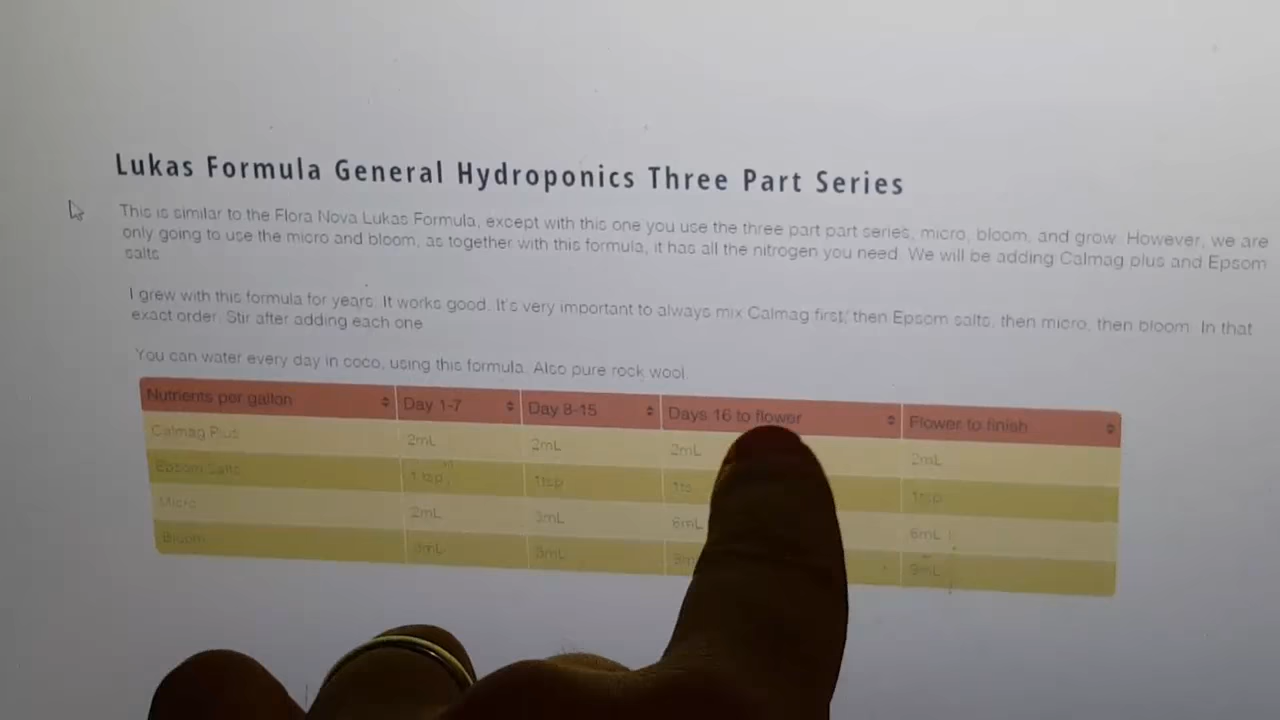 Lukas Formula General Hydroponics Three Part Series
This is similar to the Flora Nova Lukas Formula, except with this one you use the three part part series, micro, bloom, and grow. However, we are
only going to use the micro and bloom, as together with this formula, it has all the nitrogen you need. We will be adding Calmag plus and Epsom
salts
I grew with this formula for years. It works good. It's very important to always mix Calmag first, then Epsom salts, then micro, then bloom. In that
exact order. Stir after adding each one
You can water every day in coco, using this formula. Also pure rock wool.
Nutrients per gallon Day 1-7 Day 8-15 Days 16 to flower Flower to finish
Calmag Plus 2mL 2mL 2mL 2mL
Epsom Salts 1 tsp 1tsp 1ts 1tsp
Micro 2mL 3mL 6mL 6mL
Bloom 9mL